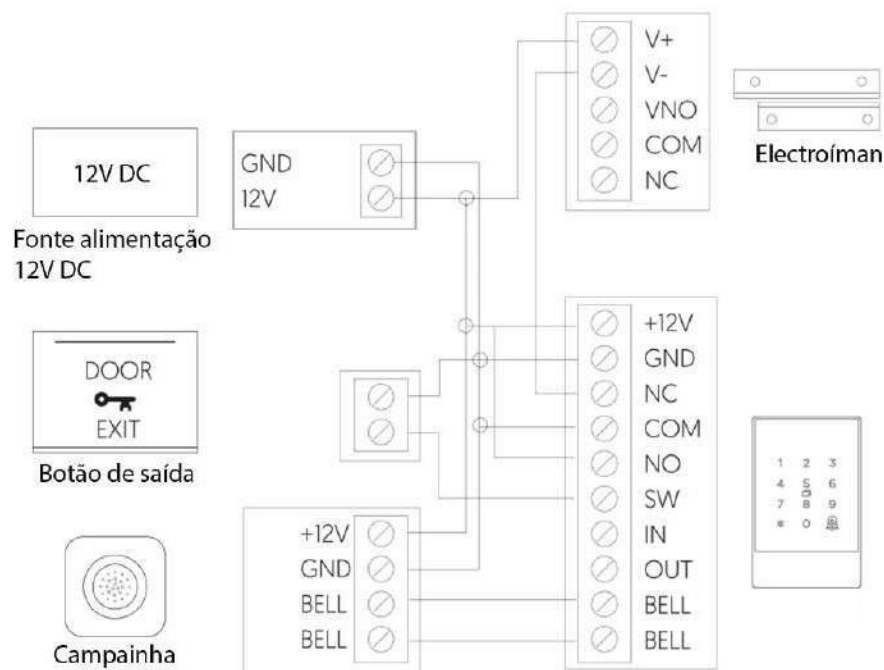 V+
V-
VNO
COM
NC
Electroíman
12V DC
GND
12V
Fonte alimentação
12V DC
DOOR
EXIT
Botão de saída
+12V
GND
NC
COM
NO
SW
IN
OUT
BELL
BELL
1 2 3
4 5 6
7 8 9
* 0
+12V
GND
BELL
BELL
Campainha